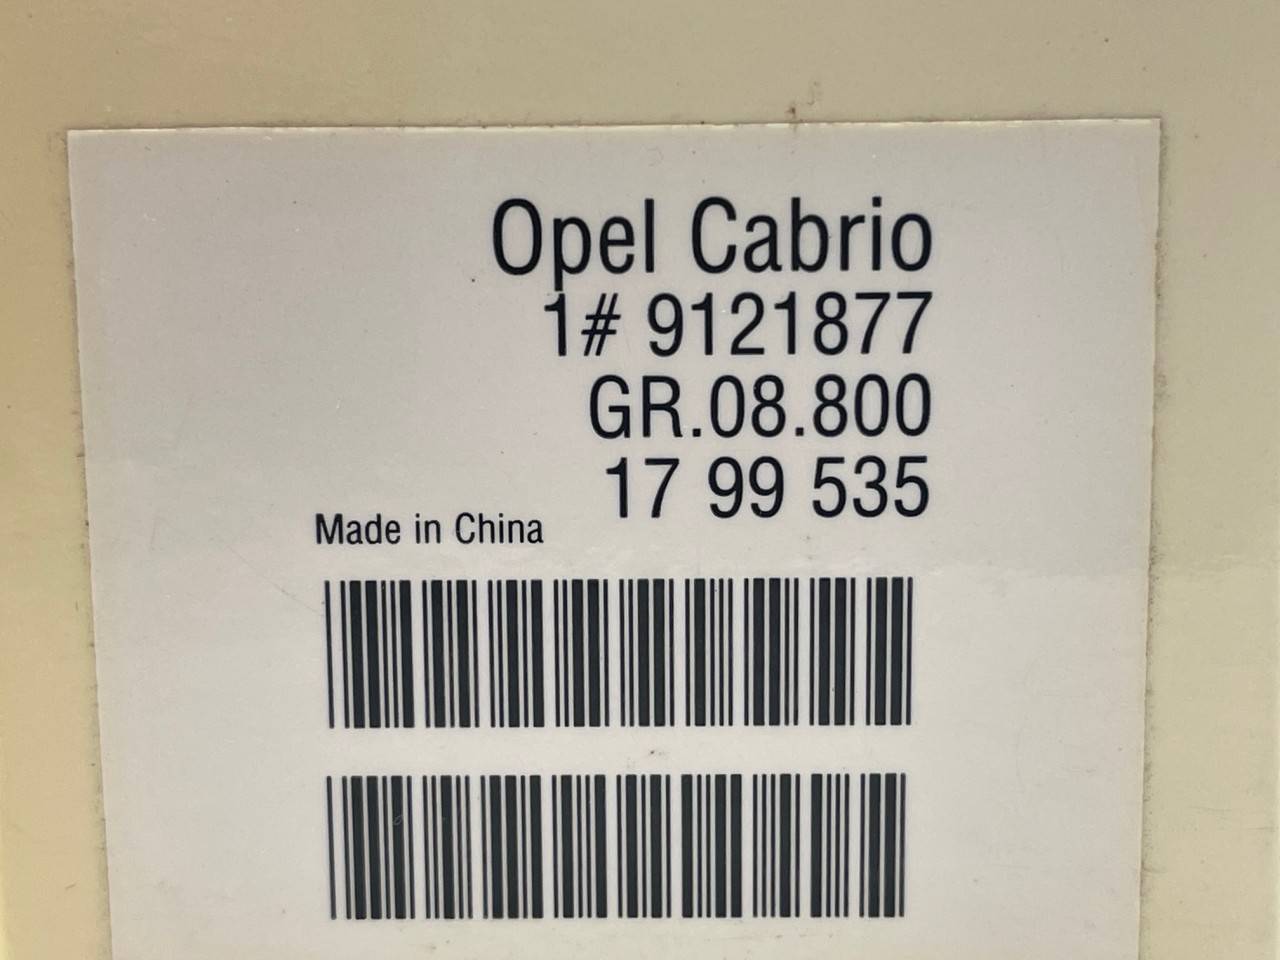 Opel Cabrio
1# 9121877
GR.08.800
17 99 535
Made in China